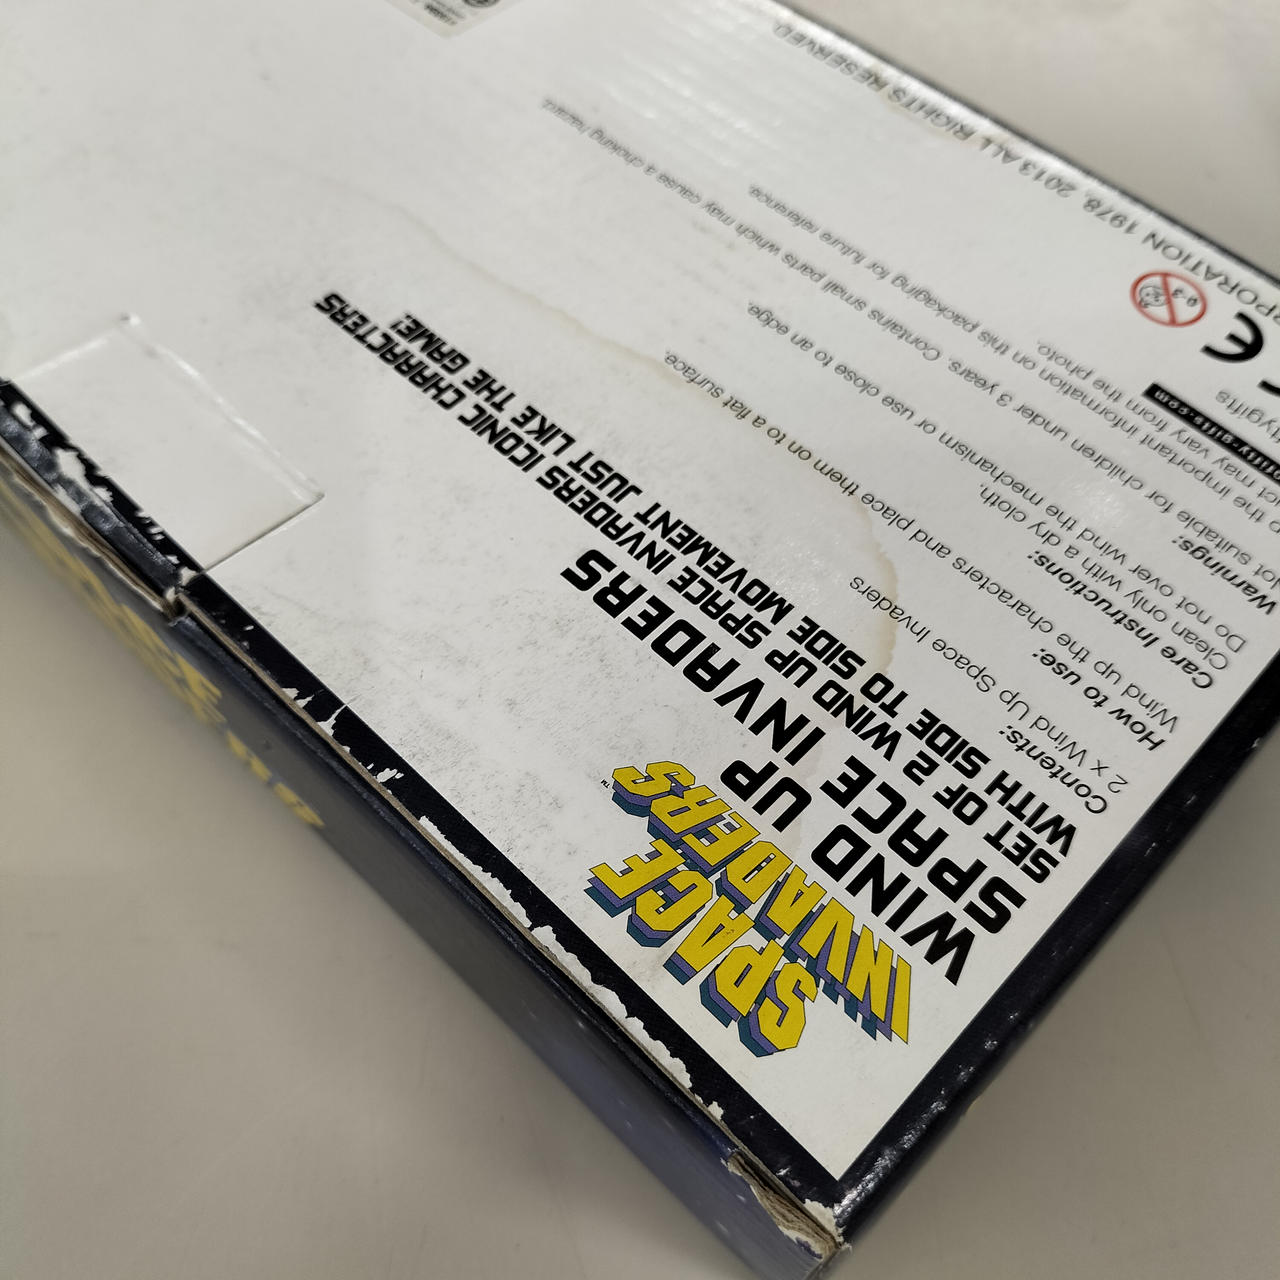 SPACE
INVADERS™
WIND UP
SPACE INVADERS
SET OF 2 WIND UP SPACE INVADERS ICONIC CHARACTERS
WITH SIDE TO SIDE MOVEMENT JUST LIKE THE GAME!
Contents:
2 x Wind Up Space Invaders
How to use:
Wind up the characters and place them on to a flat surface.
Care Instructions:
Clean only with a dry cloth.
Do not over wind the mechanism or use close to an edge.
Warnings:
Not suitable for children under 3 years. Contains small parts which may cause a choking hazard.
the important information on this packaging for future reference.
may vary from the photo.
0-3
CE
1978, 2013 ALL RIGHTS RESERVED.